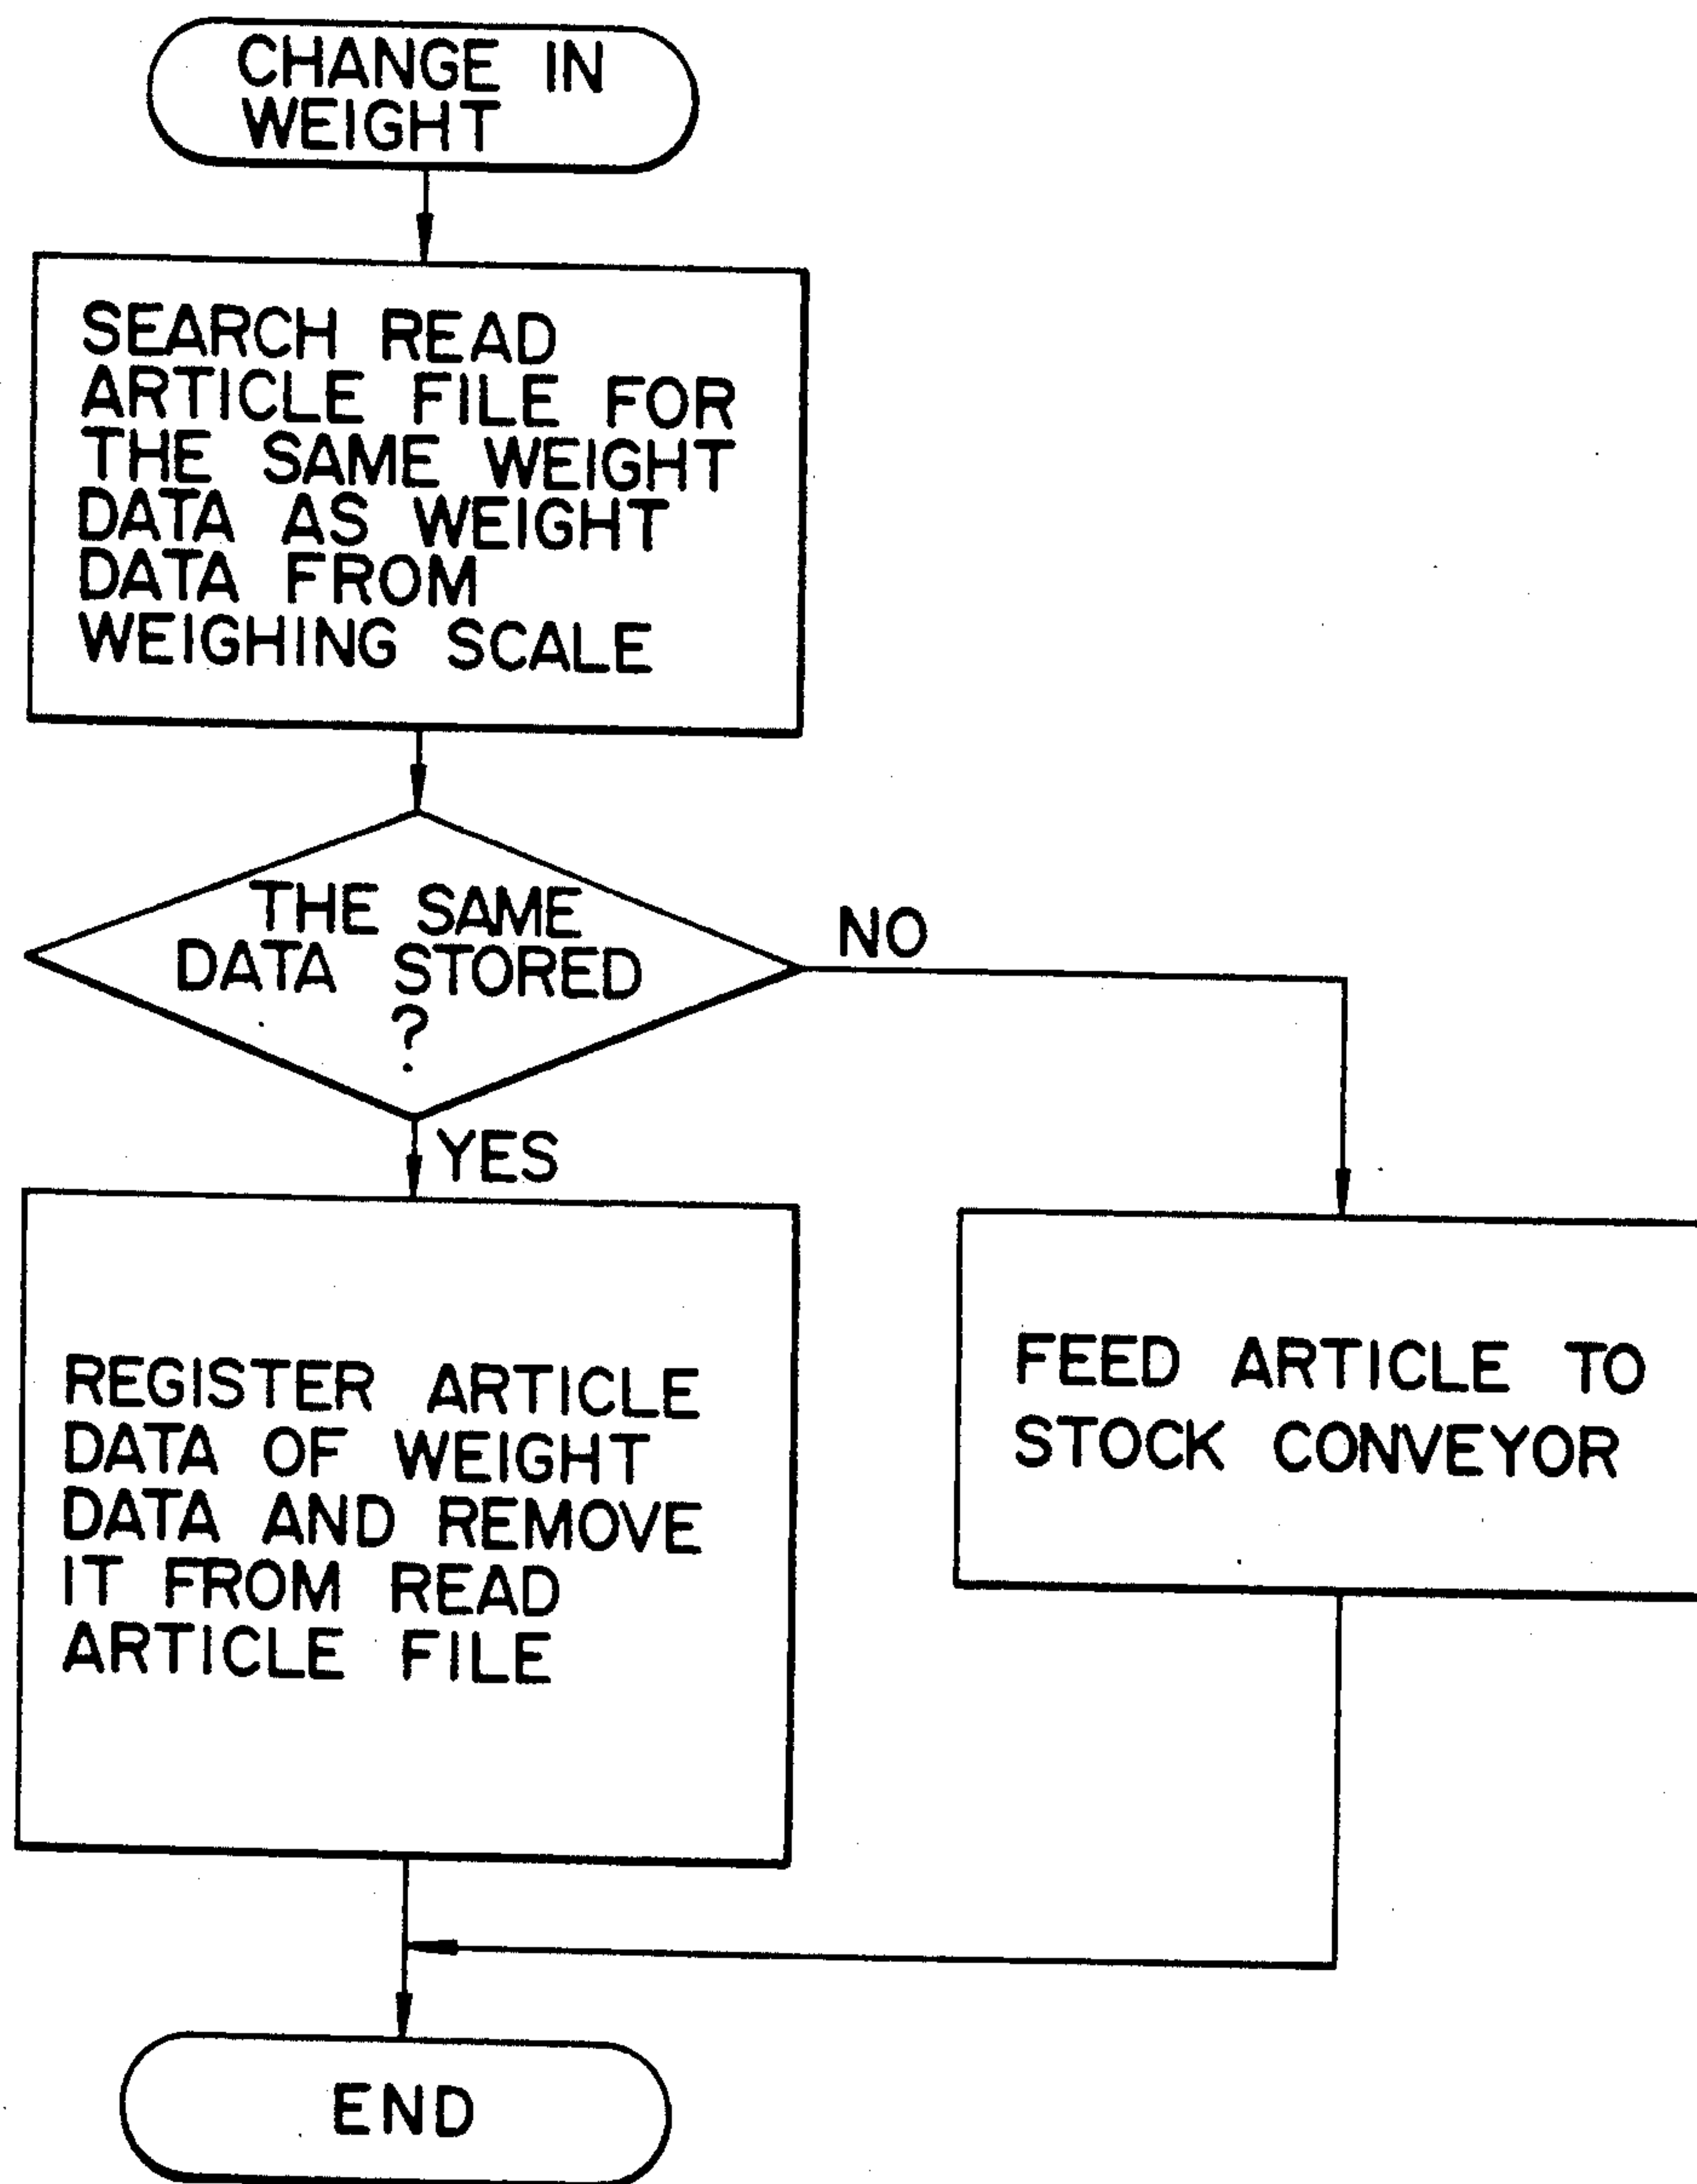 CHANGE IN
WEIGHT
SEARCH READ
ARTICLE FILE FOR
THE SAME WEIGHT
DATA AS WEIGHT
DATA FROM
WEIGHING SCALE
THE SAME
DATA STORED
?
NO
YES
REGISTER ARTICLE
DATA OF WEIGHT
DATA AND REMOVE
IT FROM READ
ARTICLE FILE
FEED ARTICLE TO
STOCK CONVEYOR
END